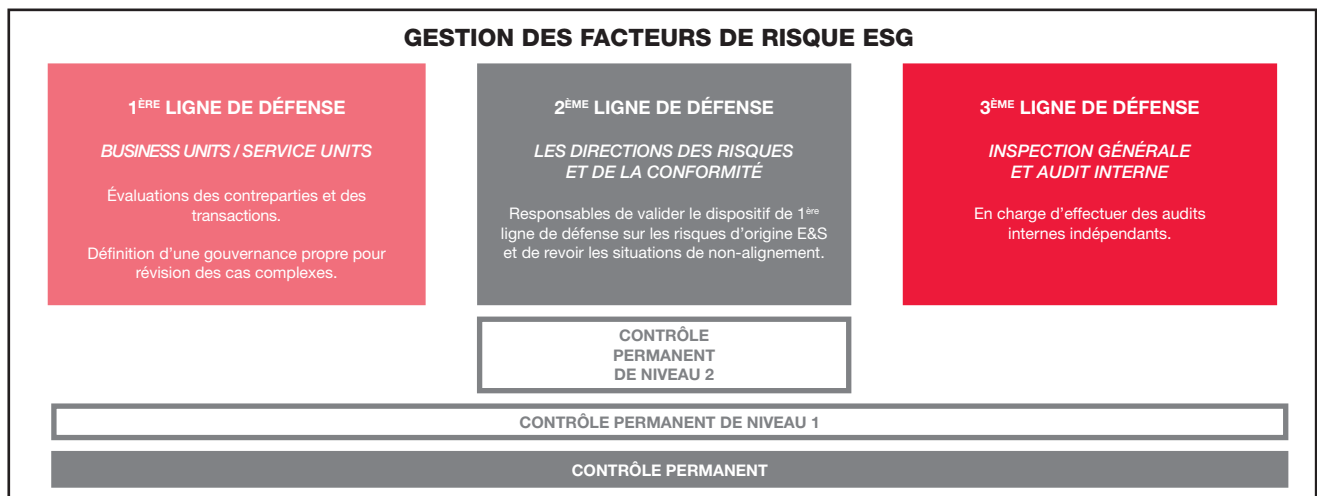 GESTION DES FACTEURS DE RISQUE ESG
1ÈRE LIGNE DE DÉFENSE
BUSINESS UNITS / SERVICE UNITS
Évaluations des contreparties et des
transactions.
Définition d'une gouvernance propre pour
révision des cas complexes.
2ÈME LIGNE DE DÉFENSE
LES DIRECTIONS DES RISQUES
ET DE LA CONFORMITÉ
Responsables de valider le dispositif de 1ère
ligne de défense sur les risques d'origine E&S
et de revoir les situations de non-alignement.
3ÈME LIGNE DE DÉFENSE
INSPECTION GÉNÉRALE
ET AUDIT INTERNE
En charge d'effectuer des audits
internes indépendants.
CONTRÔLE
PERMANENT
DE NIVEAU 2
CONTRÔLE PERMANENT DE NIVEAU 1
CONTRÔLE PERMANENT